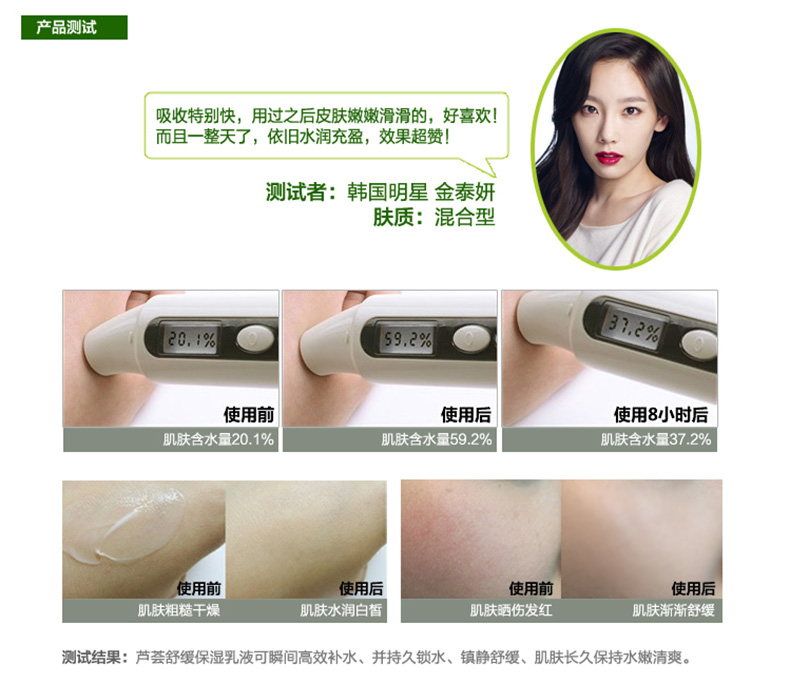 产品测试
吸收特别快，用过之后皮肤嫩嫩滑滑的，好喜欢！
而且一整天了，依旧水润充盈，效果超赞！
测试者：韩国明星 金泰妍
肤质：混合型
20.1%
59.2%
37.2%
使用前
使用后
使用8小时后
肌肤含水量20.1%
肌肤含水量59.2%
肌肤含水量37.2%
使用前
使用后
使用前
使用后
肌肤粗糙干燥
肌肤水润白皙
肌肤晒伤发红
肌肤渐渐舒缓
测试结果：芦荟舒缓保湿乳液可瞬间高效补水、并持久锁水、镇静舒缓、肌肤长久保持水嫩清爽。